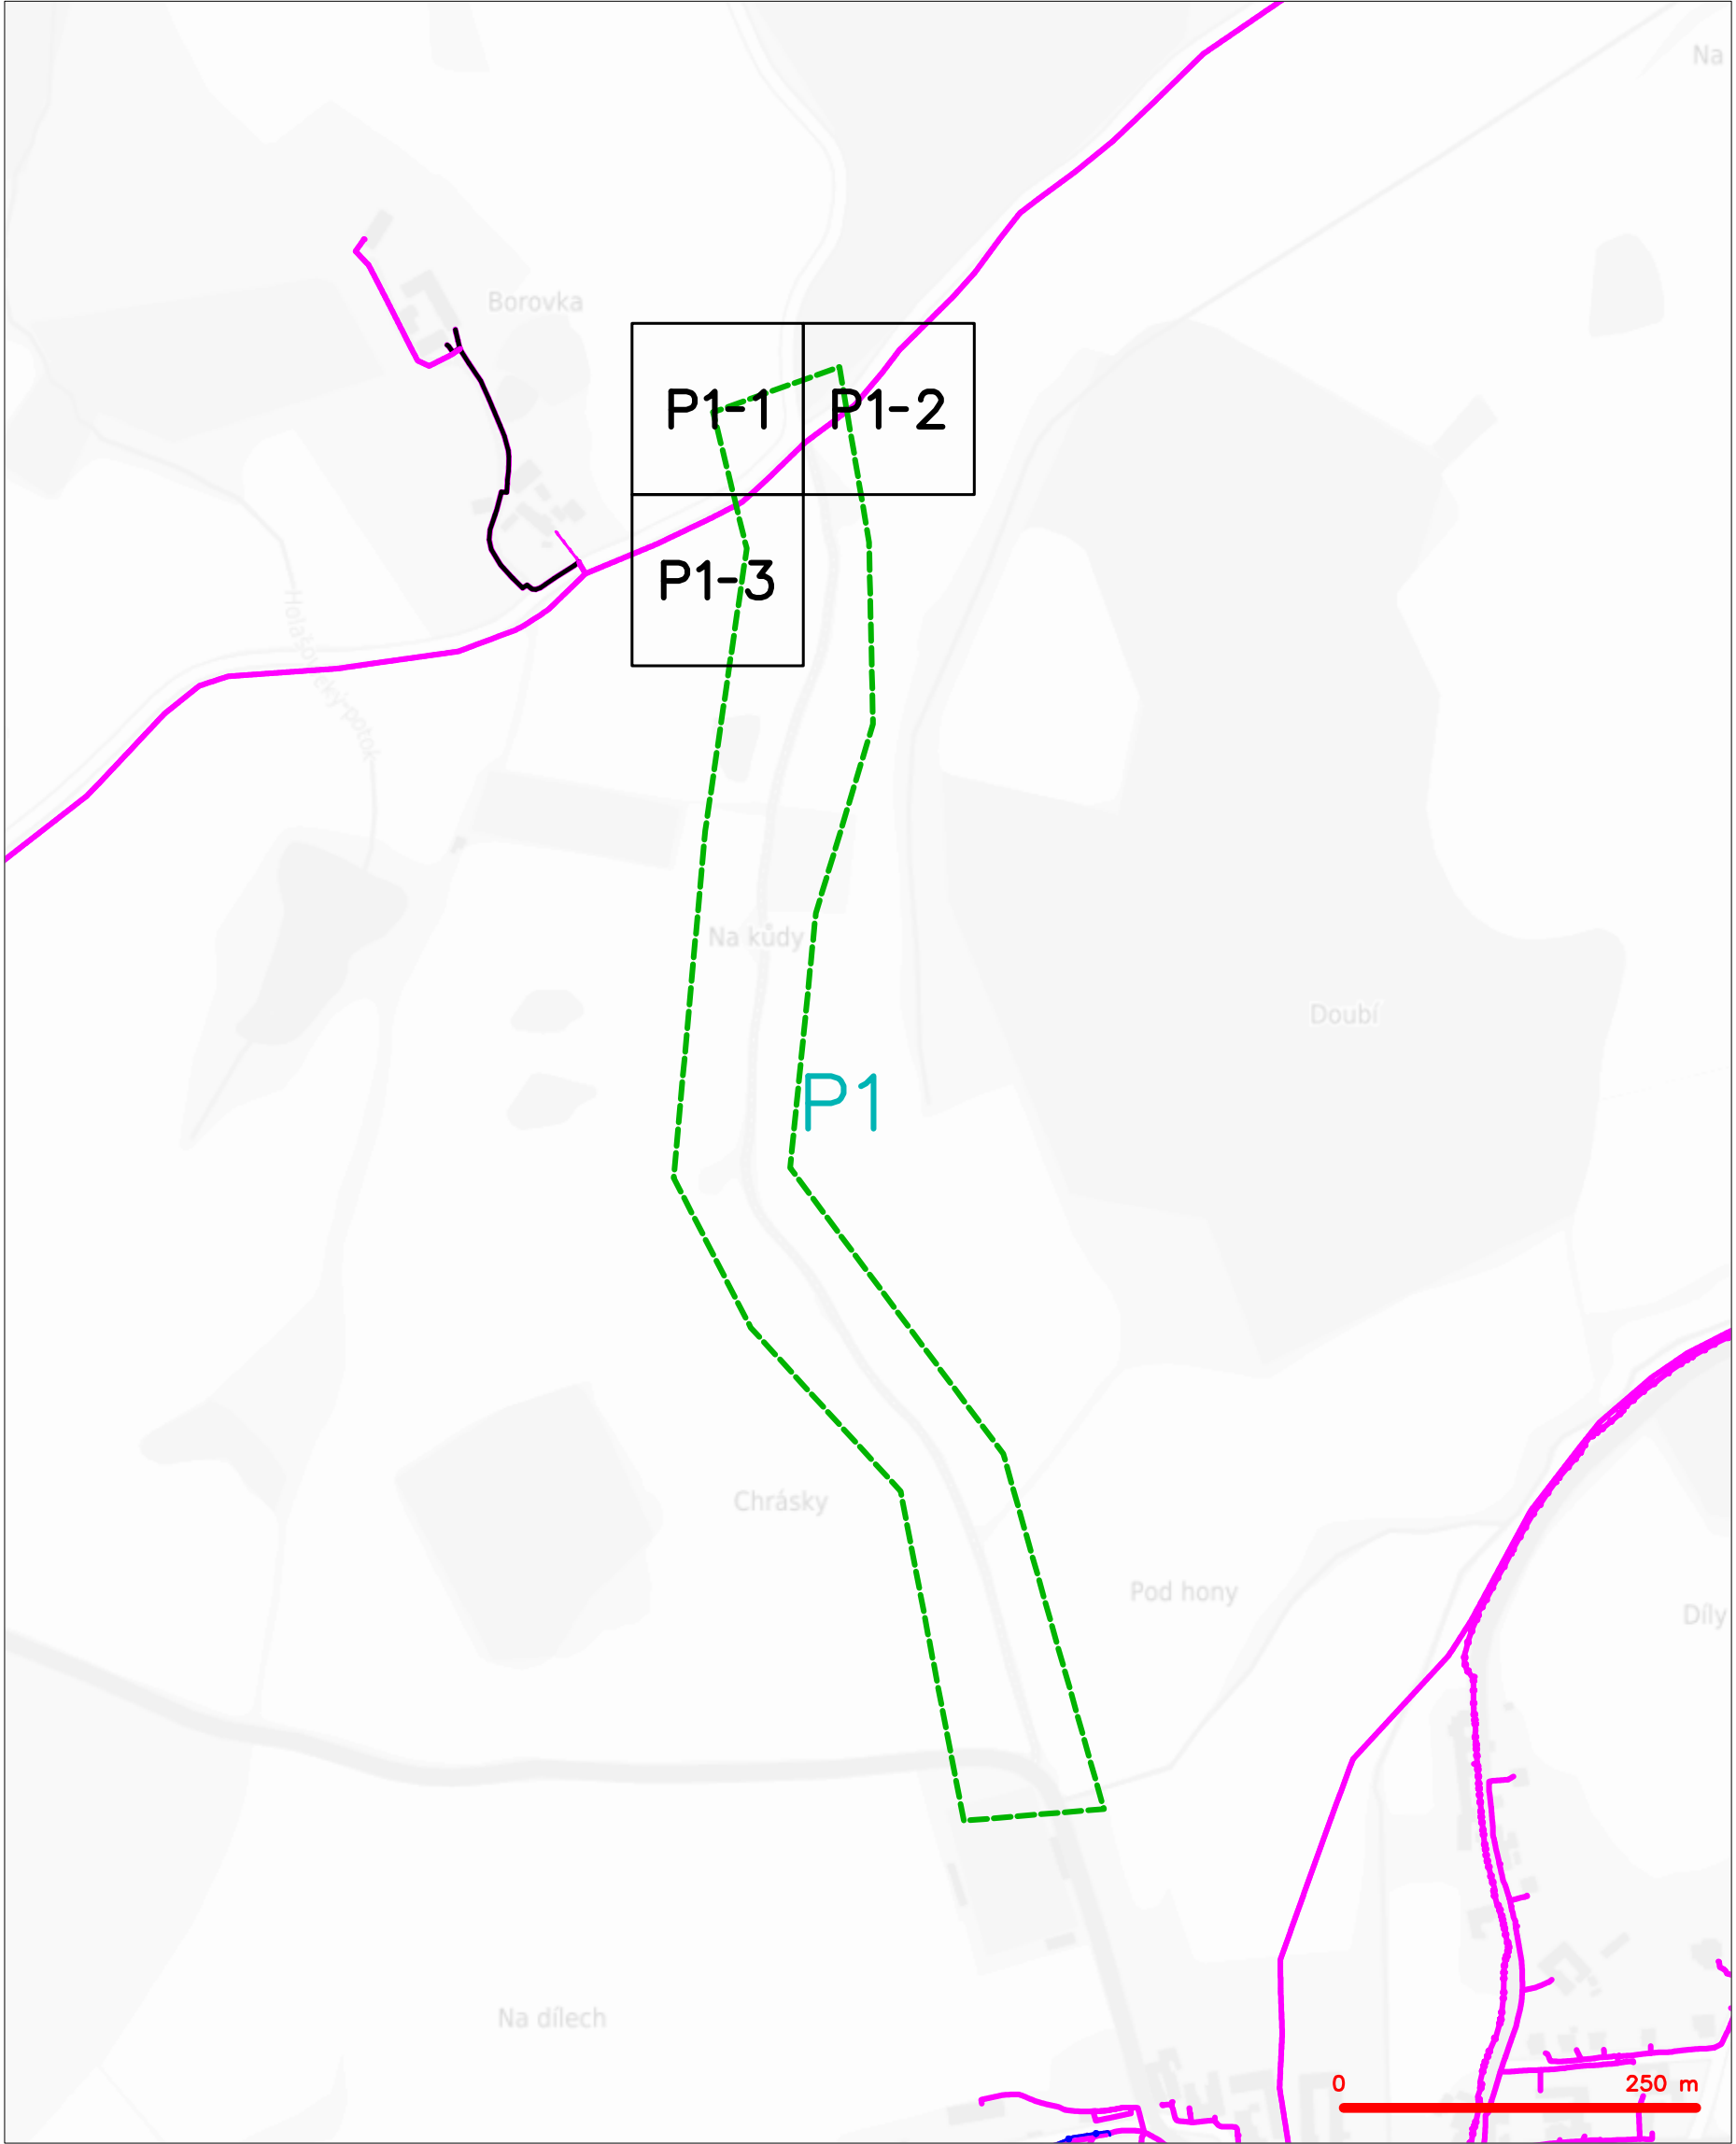 Na
Borovka
P1-1
P1-2
P1-3
Holašovský potok
Na kůdy
Doubí
P1
Chrásky
Pod hony
Díly
Na dílech
0
250 m